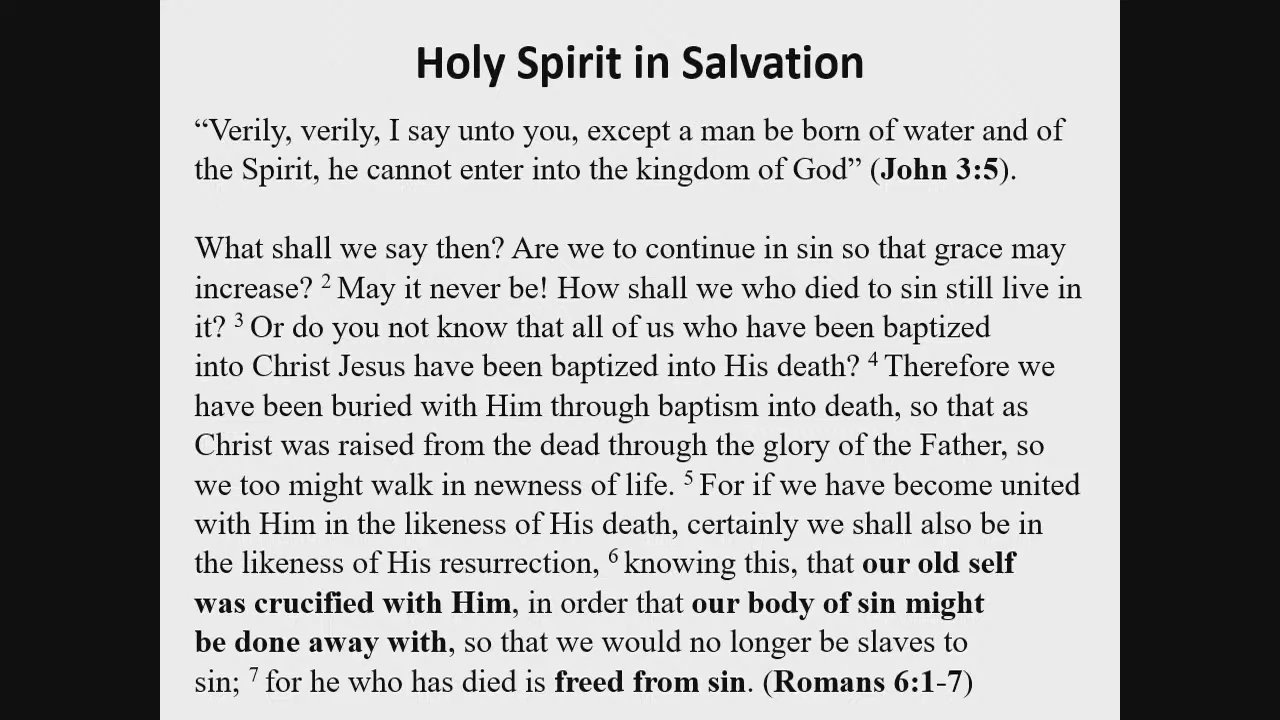 Holy Spirit in Salvation
“Verily, verily, I say unto you, except a man be born of water and of
the Spirit, he cannot enter into the kingdom of God” (John 3:5).
What shall we say then? Are we to continue in sin so that grace may
increase? 2 May it never be! How shall we who died to sin still live in
it? 3 Or do you not know that all of us who have been baptized
into Christ Jesus have been baptized into His death? 4 Therefore we
have been buried with Him through baptism into death, so that as
Christ was raised from the dead through the glory of the Father, so
we too might walk in newness of life. 5 For if we have become united
with Him in the likeness of His death, certainly we shall also be in
the likeness of His resurrection, 6 knowing this, that our old self
was crucified with Him, in order that our body of sin might
be done away with, so that we would no longer be slaves to
sin; 7 for he who has died is freed from sin. (Romans 6:1-7)